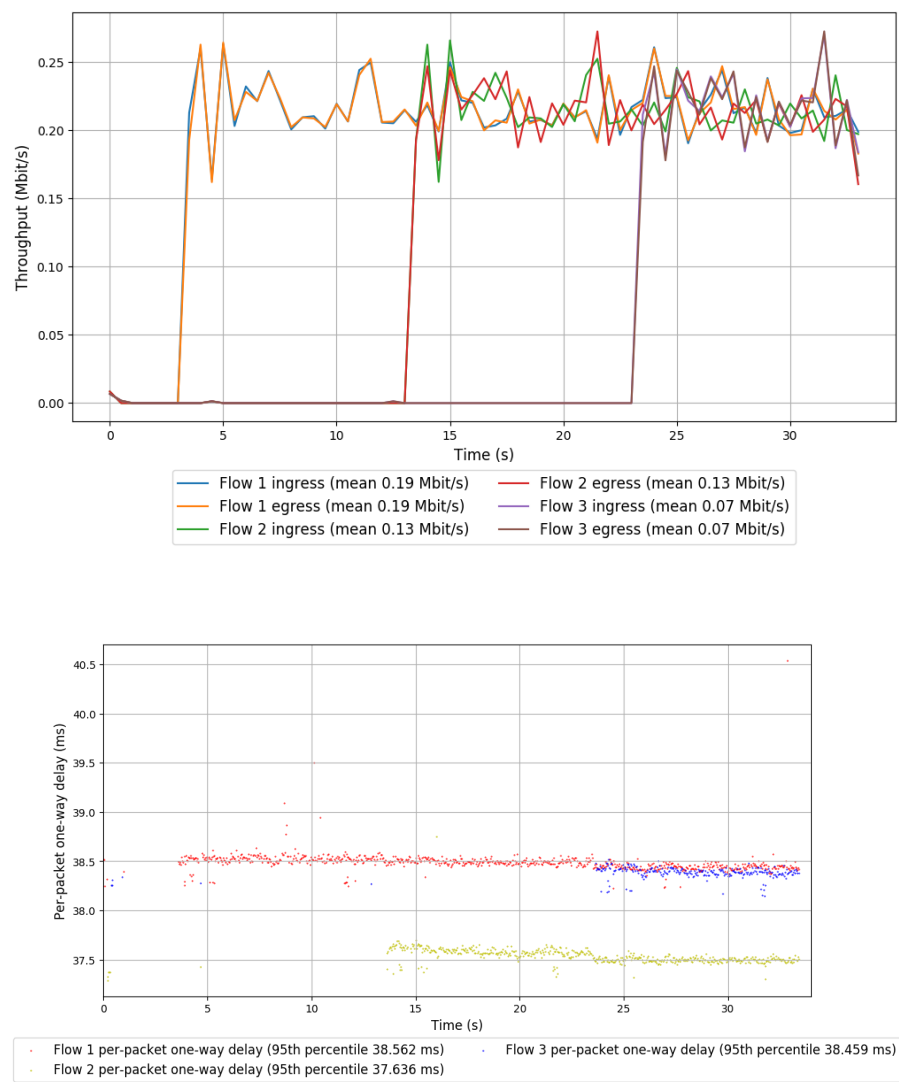 0.25
0.20
0.15
0.10
0.05
0.00
Throughput (Mbit/s)
0 5 10 15 20 25 30
Time (s)
Flow 1 ingress (mean 0.19 Mbit/s) Flow 2 egress (mean 0.13 Mbit/s)
Flow 1 egress (mean 0.19 Mbit/s) Flow 3 ingress (mean 0.07 Mbit/s)
Flow 2 ingress (mean 0.13 Mbit/s) Flow 3 egress (mean 0.07 Mbit/s)
40.5
40.0
39.5
39.0
38.5
38.0
37.5
Per-packet one-way delay (ms)
0 5 10 15 20 25 30
Time (s)
Flow 1 per-packet one-way delay (95th percentile 38.562 ms) Flow 3 per-packet one-way delay (95th percentile 38.459 ms)
Flow 2 per-packet one-way delay (95th percentile 37.636 ms)